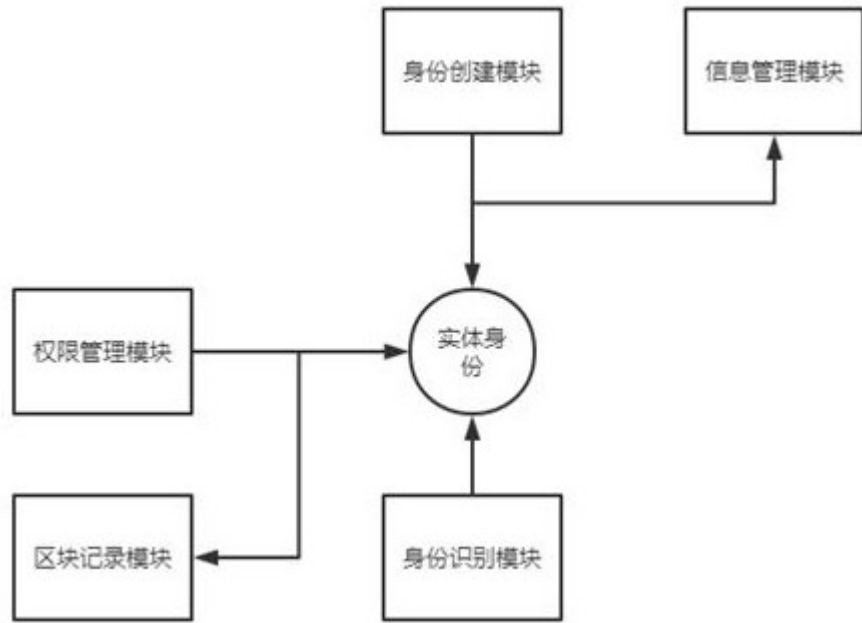 身份创建模块
信息管理模块
权限管理模块
实体身
份
区块记录模块
身份识别模块